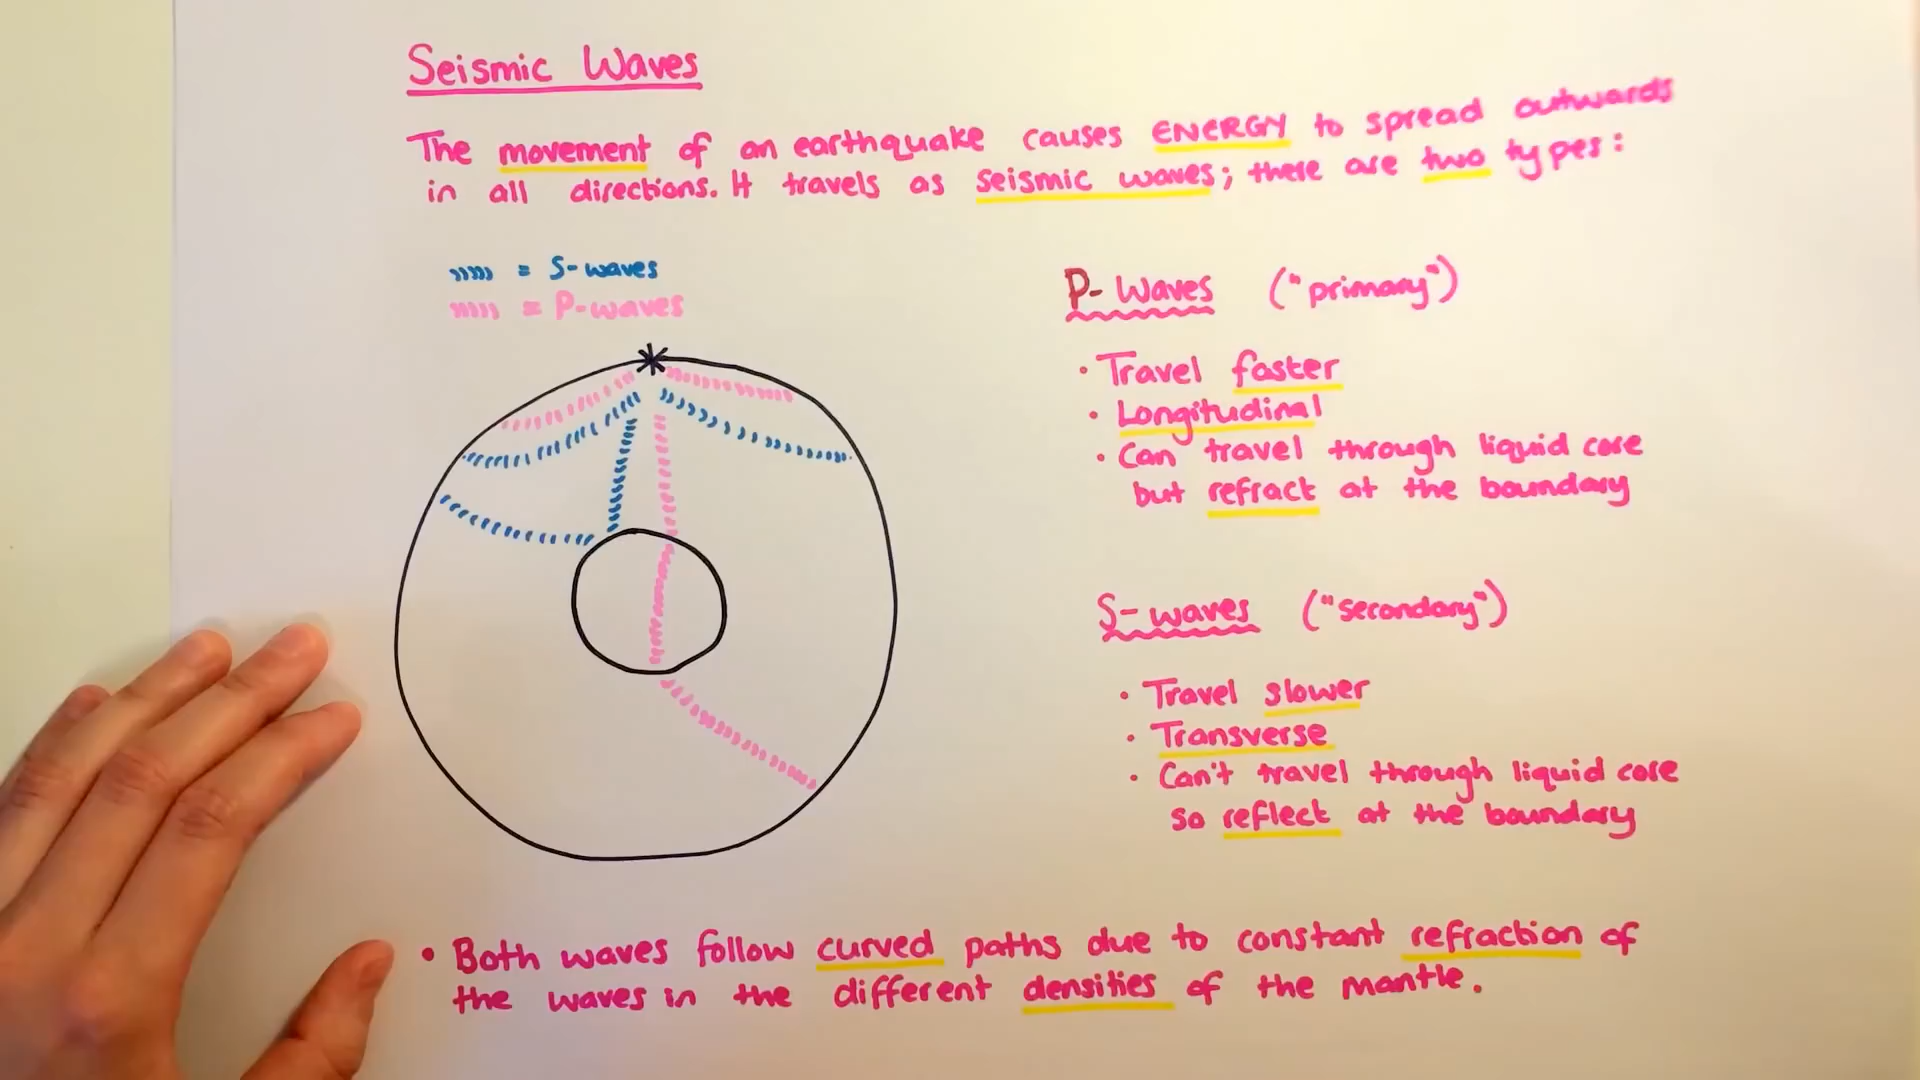 Seismic Waves
The movement of an earthquake causes ENERGY to spread outwards
in all directions. It travels as seismic waves; there are two types:
= S-waves
= P-waves
P-Waves ("primary")
• Travel faster
• Longitudinal
• Can travel through liquid core
but refract at the boundary
S-waves ("secondary")
• Travel slower
• Transverse
• Can't travel through liquid core
so reflect at the boundary
• Both waves follow curved paths due to constant refraction of
the waves in the different densities of the mantle.